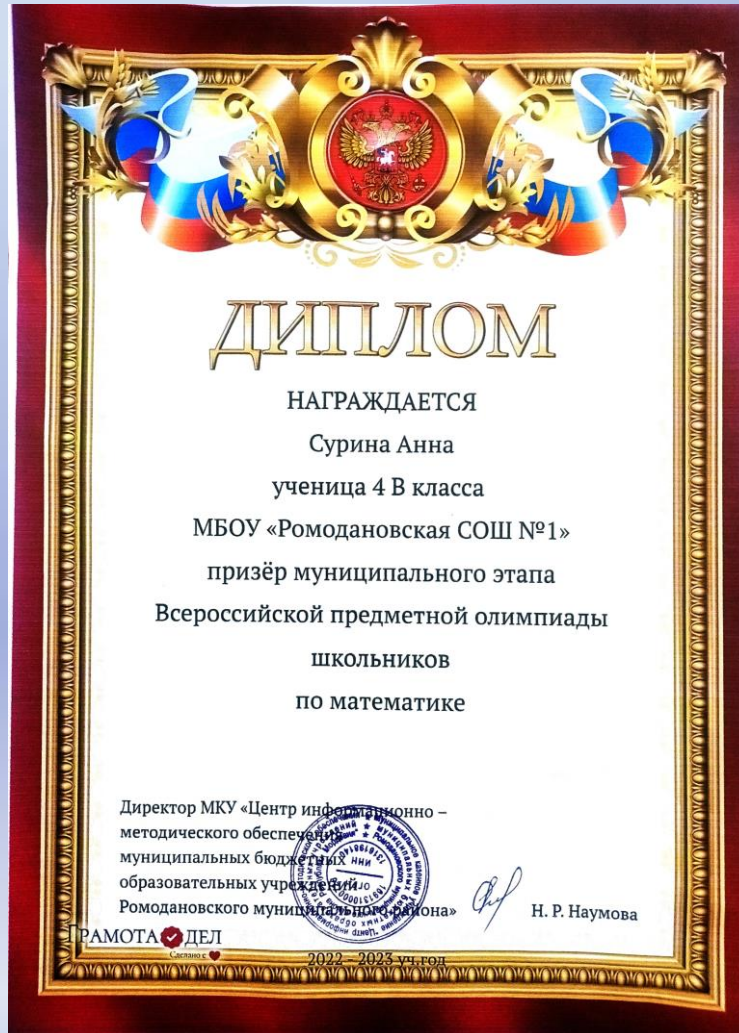 ДИПЛОМ
НАГРАЖДАЕТСЯ
Сурина Анна
ученица 4 В класса
МБОУ «Ромодановская СОШ №1»
призёр муниципального этапа
Всероссийской предметной олимпиады
школьников
по математике
Директор МКУ «Центр информационно –
методического обеспечения
муниципальных бюджетных
образовательных учреждений
Ромодановского муниципального района»
Н. Р. Наумова
ГРАМОТА ДЕЛ
Сделано с
2022 - 2023 уч.год